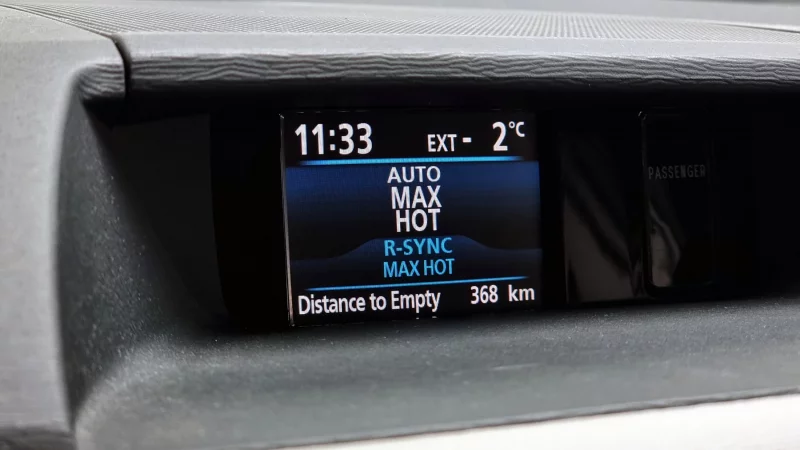 11:33 EXT - 2°C
AUTO
MAX
HOT
R-SYNC
MAX HOT
Distance to Empty 368 km
PASSENGER